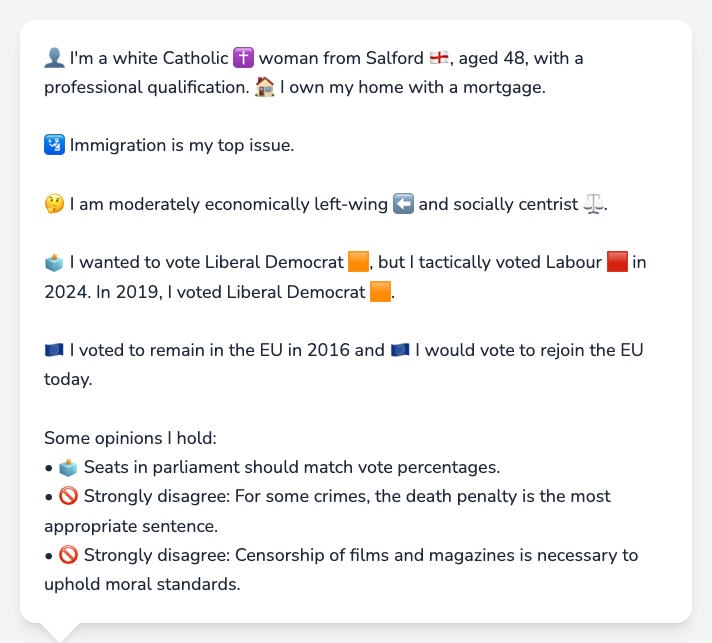 👤 I'm a white Catholic ✝️ woman from Salford 🏴󠁧󠁢󠁥󠁮󠁧󠁿, aged 48, with a
professional qualification. 🏠 I own my home with a mortgage.
🛂 Immigration is my top issue.
🤔 I am moderately economically left-wing ⬅️ and socially centrist ⚖️.
🗳️ I wanted to vote Liberal Democrat 🟧, but I tactically voted Labour 🟥 in
2024. In 2019, I voted Liberal Democrat 🟧.
🇪🇺 I voted to remain in the EU in 2016 and 🇪🇺 I would vote to rejoin the EU
today.
Some opinions I hold:
• 🗳️ Seats in parliament should match vote percentages.
• 🚫 Strongly disagree: For some crimes, the death penalty is the most
appropriate sentence.
• 🚫 Strongly disagree: Censorship of films and magazines is necessary to
uphold moral standards.